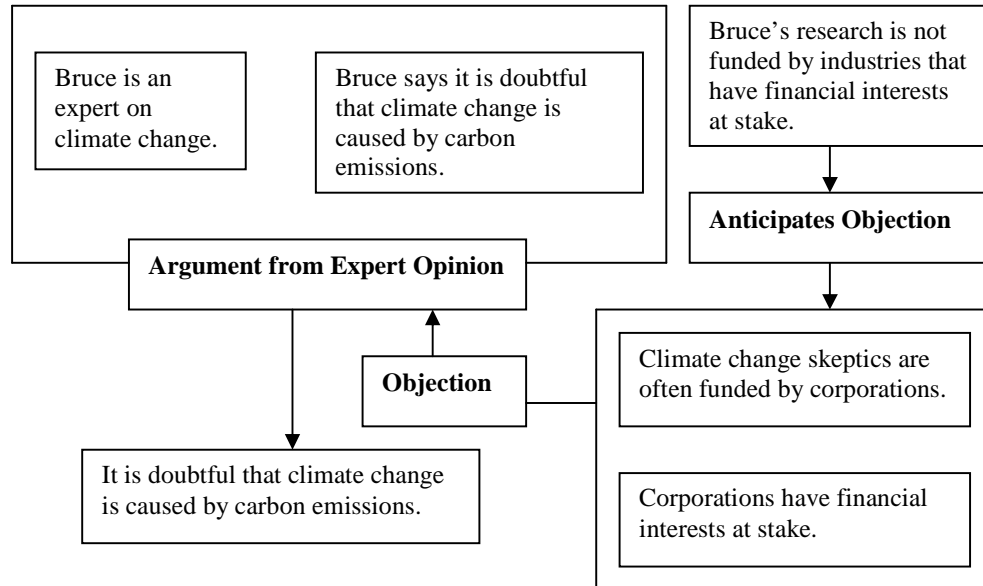 Bruce is an
expert on
climate change.
Bruce says it is doubtful
that climate change is
caused by carbon
emissions.
Bruce’s research is not
funded by industries that
have financial interests
at stake.
Anticipates Objection
Argument from Expert Opinion
Objection
Climate change skeptics are
often funded by corporations.
It is doubtful that climate change
is caused by carbon emissions.
Corporations have financial
interests at stake.